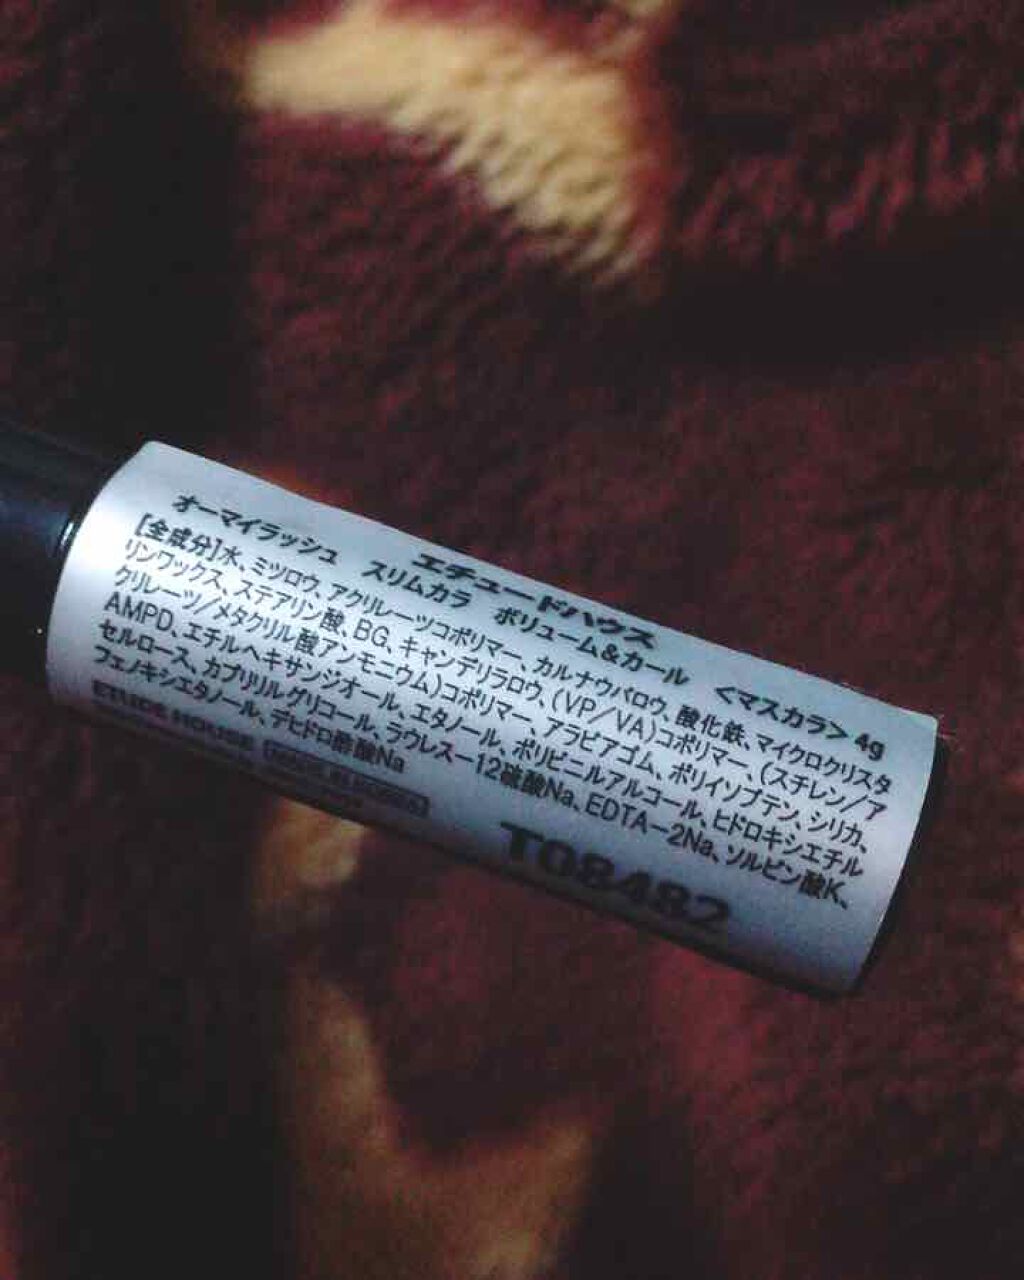 エチュードハウス
オーマイラッシュ スリムカラ ボリューム&カール <マスカラ> 4g
[全成分]水、ミツロウ、アクリレーツコポリマー、カルナウバロウ、酸化鉄、マイクロクリスタ
リンワックス、ステアリン酸、BG、キャンデリラロウ、(VP/VA)コポリマー、(スチレン/ア
クリレーツ/メタクリル酸アンモニウム)コポリマー、アラビアゴム、ポリイソブテン、シリカ、
AMPD、エチルヘキサンジオール、エタノール、ポリビニルアルコール、ヒドロキシエチル
セルロース、カプリリルグリコール、ラウレス-12硫酸Na、EDTA-2Na、ソルビン酸K、
フェノキシエタノール、デヒドロ酢酸Na
ETUDE HOUSE MADE IN KOREA
T08482